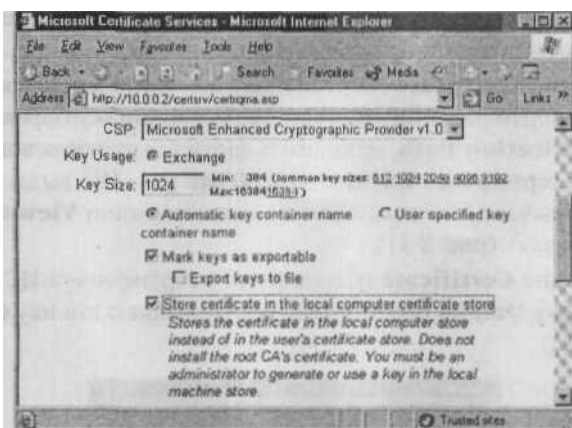 Microsoft Certificate Services - Microsoft Internet Explorer
File Edit View Favorites Tools Help
Back Search Favorites Media
Address http://10.0.0.2/certsrv/certrqma.asp Go Links »
CSP: Microsoft Enhanced Cryptographic Provider v1.0
Key Usage: Exchange
Key Size: 1024 Min: 384 (common key sizes: 512 1024 2048 4096 8192
Max:16384 16384)
Automatic key container name User specified key
container name
Mark keys as exportable
Export keys to file
Store certificate in the local computer certificate store
Stores the certificate in the local computer store
instead of in the user's certificate store. Does not
install the root CA's certificate. You must be an
administrator to generate or use a key in the local
machine store.
Trusted sites